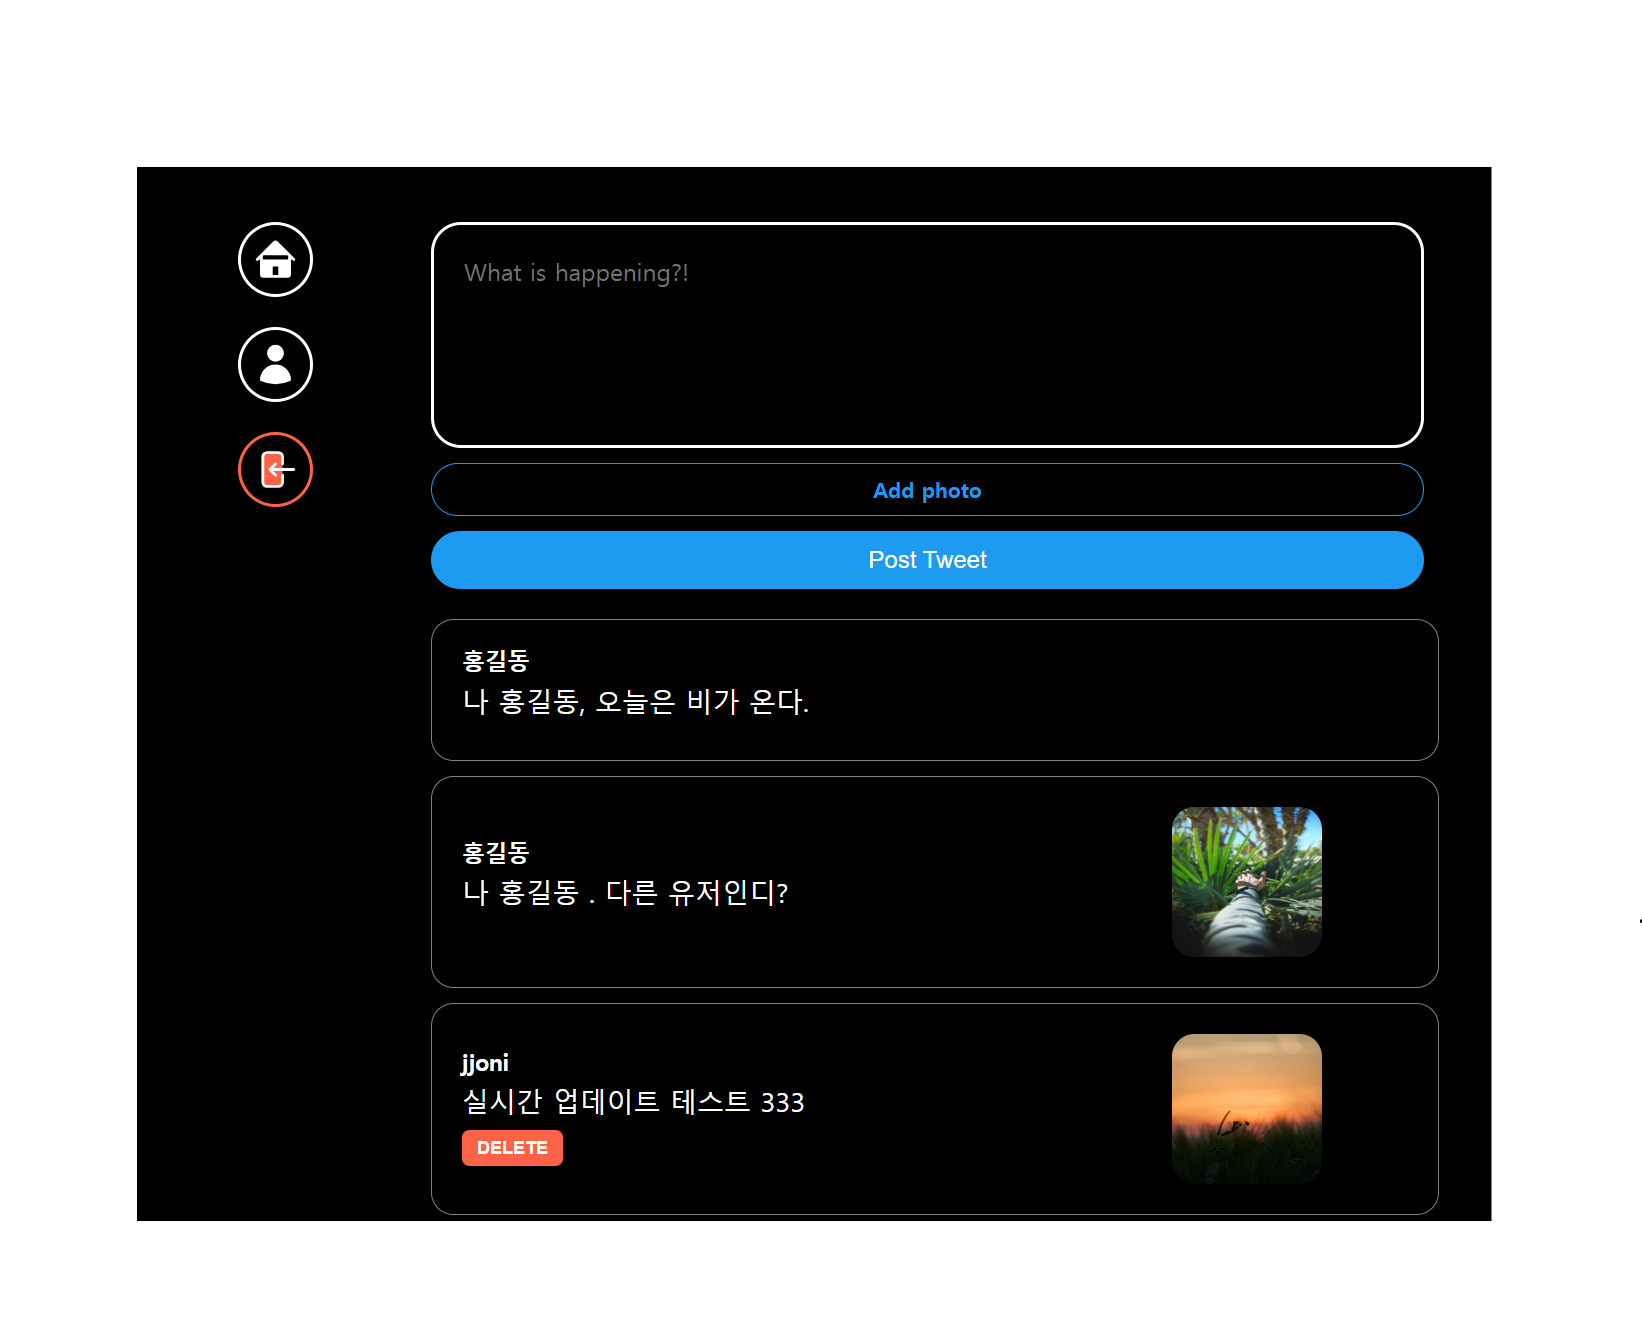 What is happening?!
Add photo
Post Tweet
홍길동
나 홍길동, 오늘은 비가 온다.
홍길동
나 홍길동 . 다른 유저인디?
jjoni
실시간 업데이트 테스트 333
DELETE